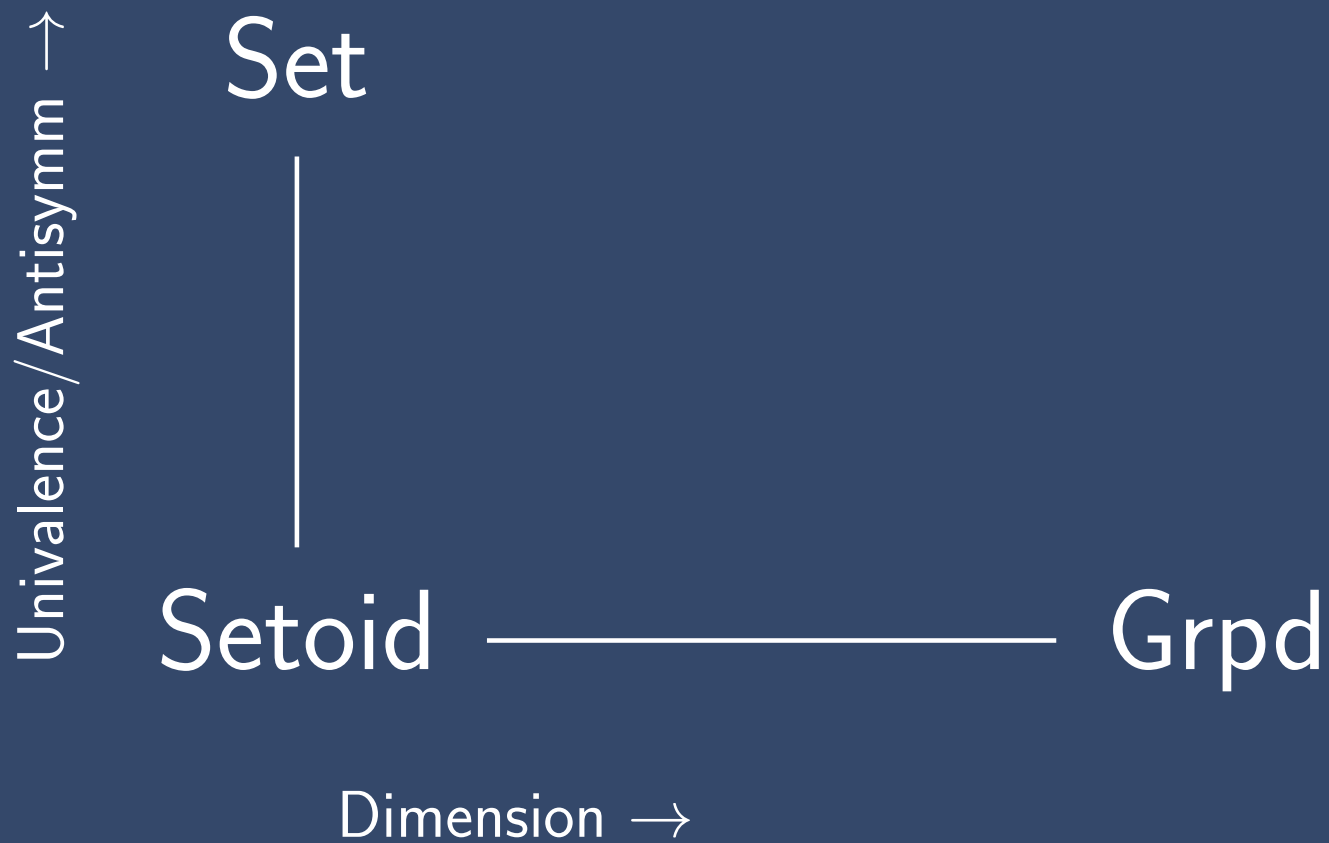 Univalence/Antisymm →
Set
Setoid
Grpd
Dimension →